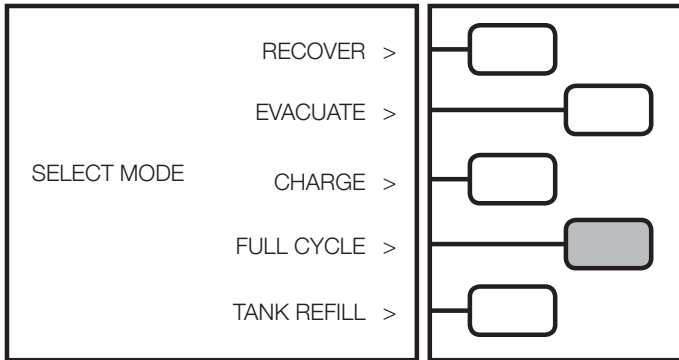 RECOVER >
EVACUATE >
SELECT MODE
CHARGE >
FULL CYCLE >
TANK REFILL >